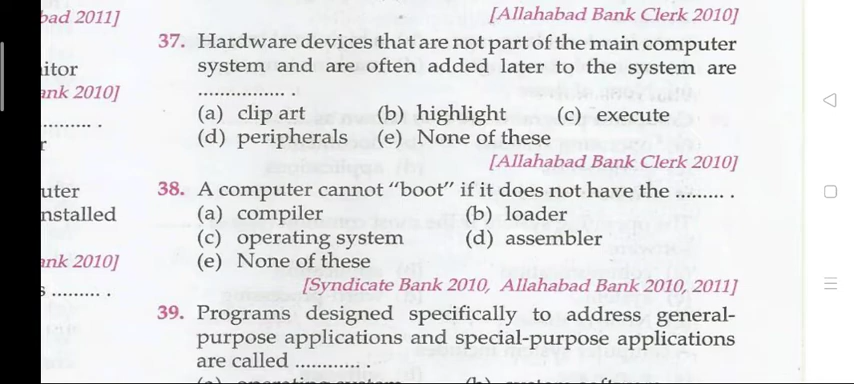 bad 2011]
[Allahabad Bank Clerk 2010]
37. Hardware devices that are not part of the main computer
system and are often added later to the system are
................ .
(a) clip art (b) highlight (c) execute
(d) peripherals (e) None of these
[Allahabad Bank Clerk 2010]
38. A computer cannot "boot" if it does not have the ........ .
(a) compiler (b) loader
(c) operating system (d) assembler
(e) None of these
[Syndicate Bank 2010, Allahabad Bank 2010, 2011]
39. Programs designed specifically to address general-
purpose applications and special-purpose applications
are called ............ .
itor
ank 2010]
.......... .
r
uter
nstalled
ank 2010]
s ......... .